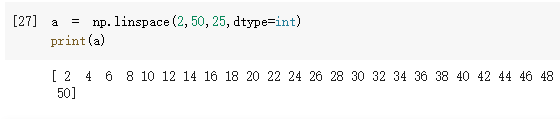 [27] a = np.linspace(2,50,25,dtype=int)
print(a)
[ 2 4 6 8 10 12 14 16 18 20 22 24 26 28 30 32 34 36 38 40 42 44 46 48
50]